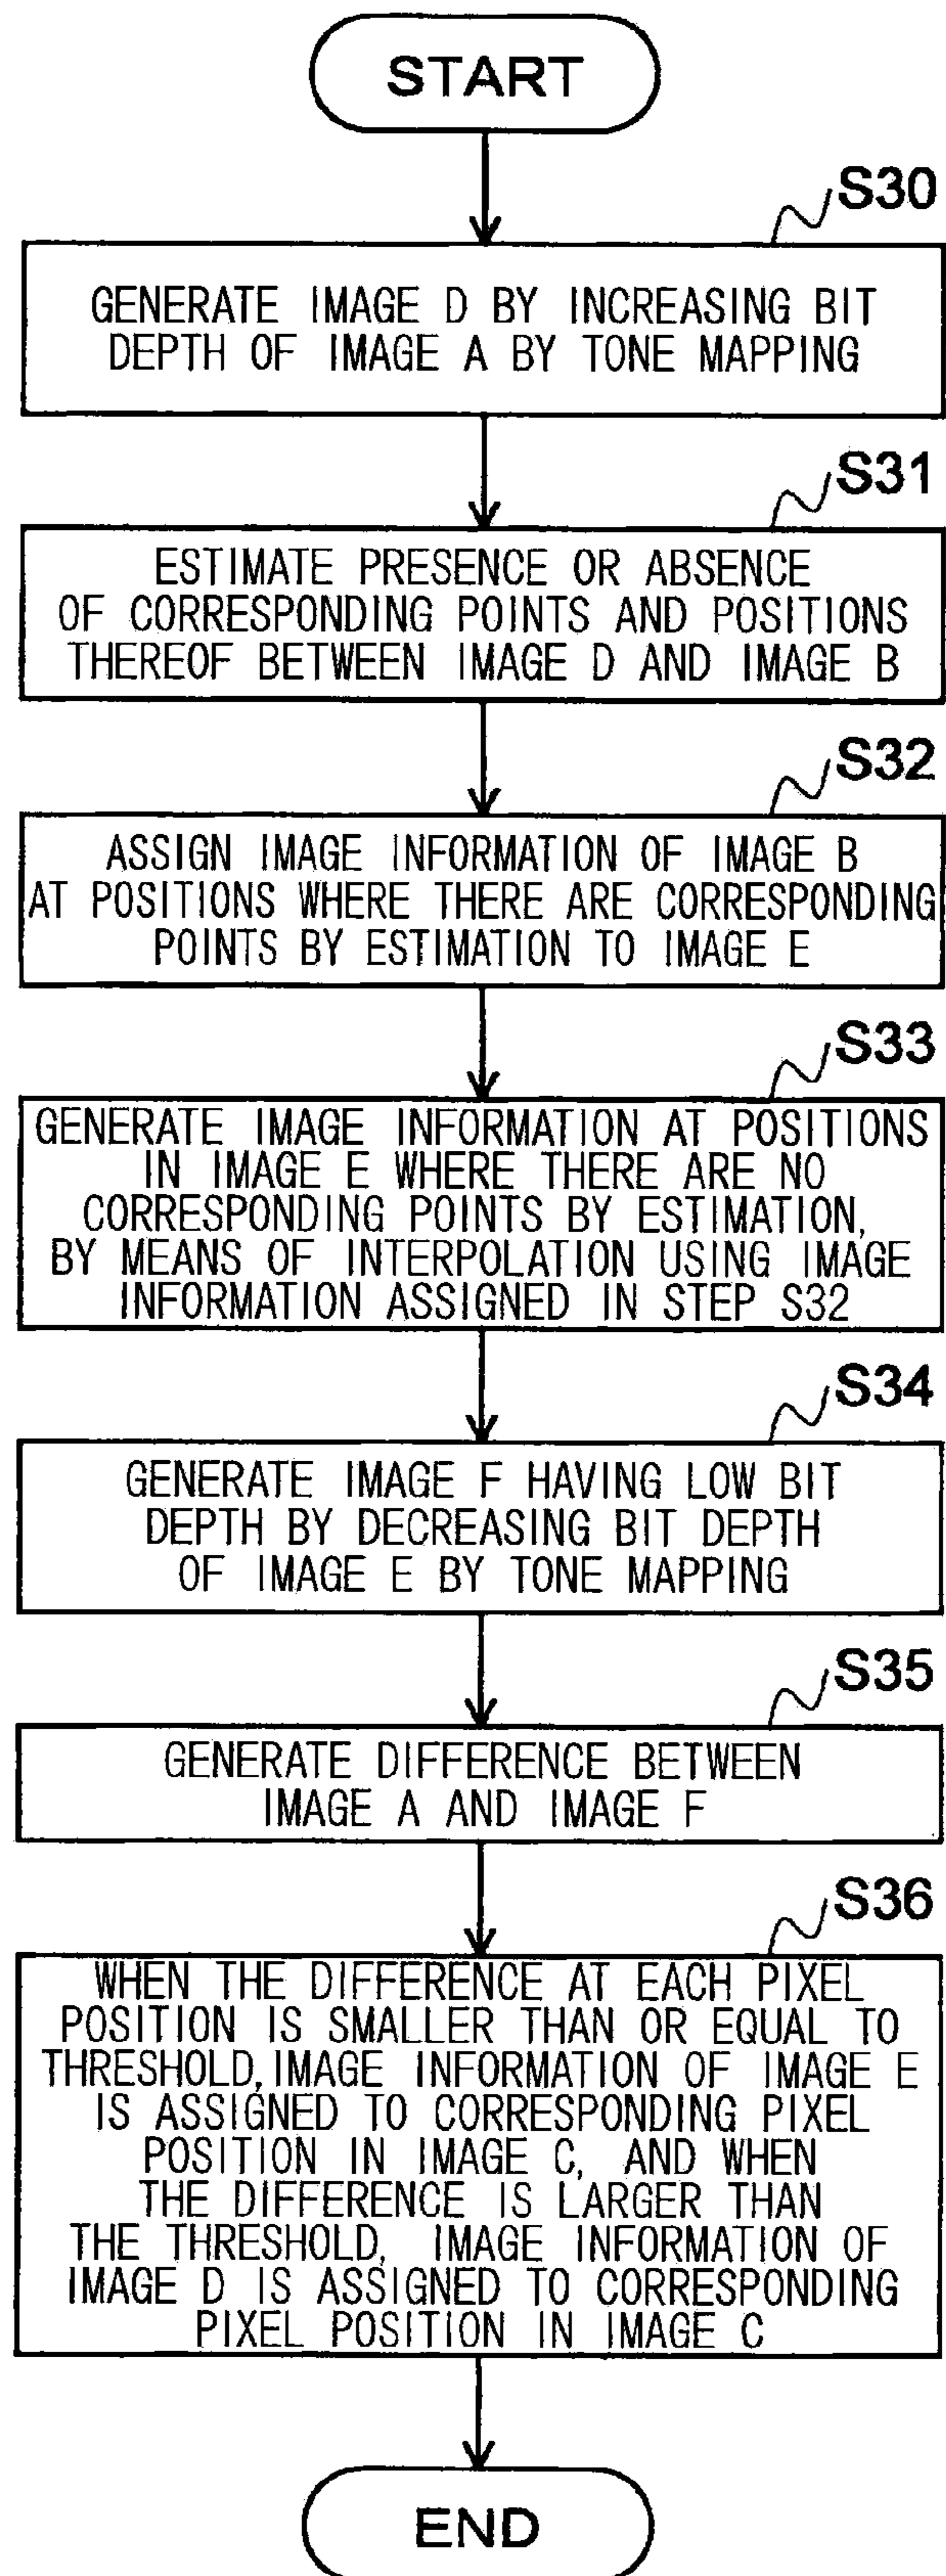 START
S30
GENERATE IMAGE D BY INCREASING BIT
DEPTH OF IMAGE A BY TONE MAPPING
S31
ESTIMATE PRESENCE OR ABSENCE
OF CORRESPONDING POINTS AND POSITIONS
THEREOF BETWEEN IMAGE D AND IMAGE B
S32
ASSIGN IMAGE INFORMATION OF IMAGE B
AT POSITIONS WHERE THERE ARE CORRESPONDING
POINTS BY ESTIMATION TO IMAGE E
S33
GENERATE IMAGE INFORMATION AT POSITIONS
IN IMAGE E WHERE THERE ARE NO
CORRESPONDING POINTS BY ESTIMATION,
BY MEANS OF INTERPOLATION USING IMAGE
INFORMATION ASSIGNED IN STEP S32
S34
GENERATE IMAGE F HAVING LOW BIT
DEPTH BY DECREASING BIT DEPTH
OF IMAGE E BY TONE MAPPING
S35
GENERATE DIFFERENCE BETWEEN
IMAGE A AND IMAGE F
S36
WHEN THE DIFFERENCE AT EACH PIXEL
POSITION IS SMALLER THAN OR EQUAL TO
THRESHOLD, IMAGE INFORMATION OF IMAGE E
IS ASSIGNED TO CORRESPONDING PIXEL
POSITION IN IMAGE C, AND WHEN
THE DIFFERENCE IS LARGER THAN
THE THRESHOLD, IMAGE INFORMATION OF
IMAGE D IS ASSIGNED TO CORRESPONDING
PIXEL POSITION IN IMAGE C
END